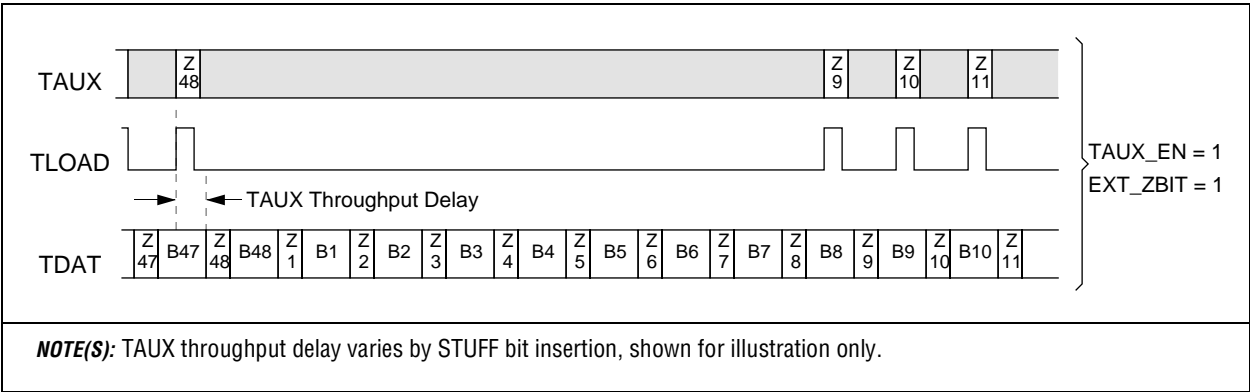 TAUX Z 48 Z 9 Z 10 Z 11
TLOAD
TAUX_EN = 1
EXT_ZBIT = 1
TAUX Throughput Delay
TDAT Z 47 B47 Z 48 B48 Z 1 B1 Z 2 B2 Z 3 B3 Z 4 B4 Z 5 B5 Z 6 B6 Z 7 B7 Z 8 B8 Z 9 B9 Z 10 B10 Z 11
NOTE(S): TAUX throughput delay varies by STUFF bit insertion, shown for illustration only.